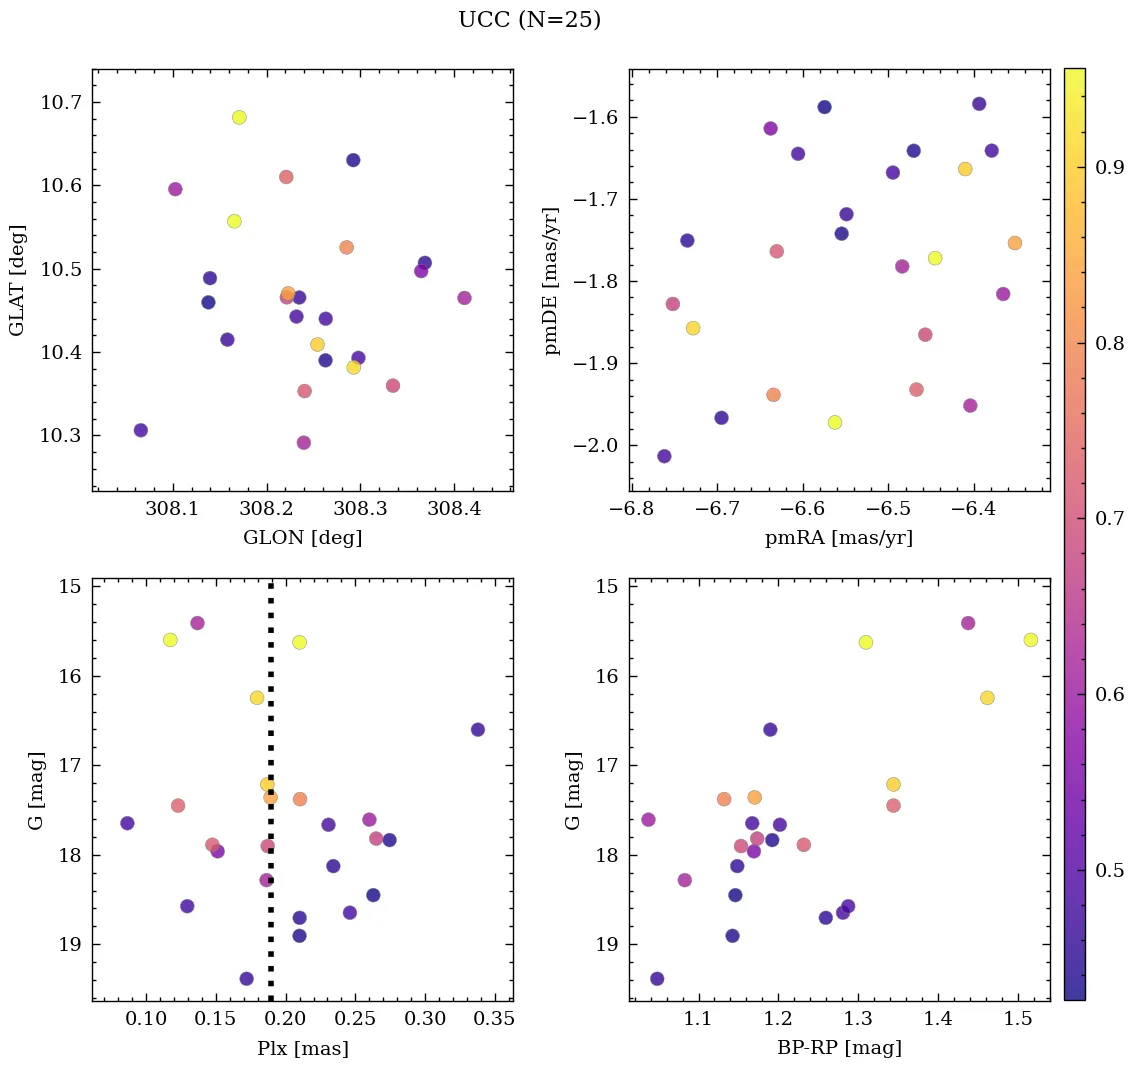 UCC (N=25)
10.7
10.6
10.5
10.4
10.3
GLAT [deg]
308.1 308.2 308.3 308.4
GLON [deg]
−1.6
−1.7
−1.8
−1.9
−2.0
pmDE [mas/yr]
−6.8 −6.7 −6.6 −6.5 −6.4
pmRA [mas/yr]
15
16
17
18
19
G [mag]
0.10 0.15 0.20 0.25 0.30 0.35
Plx [mas]
15
16
17
18
19
G [mag]
1.1 1.2 1.3 1.4 1.5
BP-RP [mag]
0.9
0.8
0.7
0.6
0.5